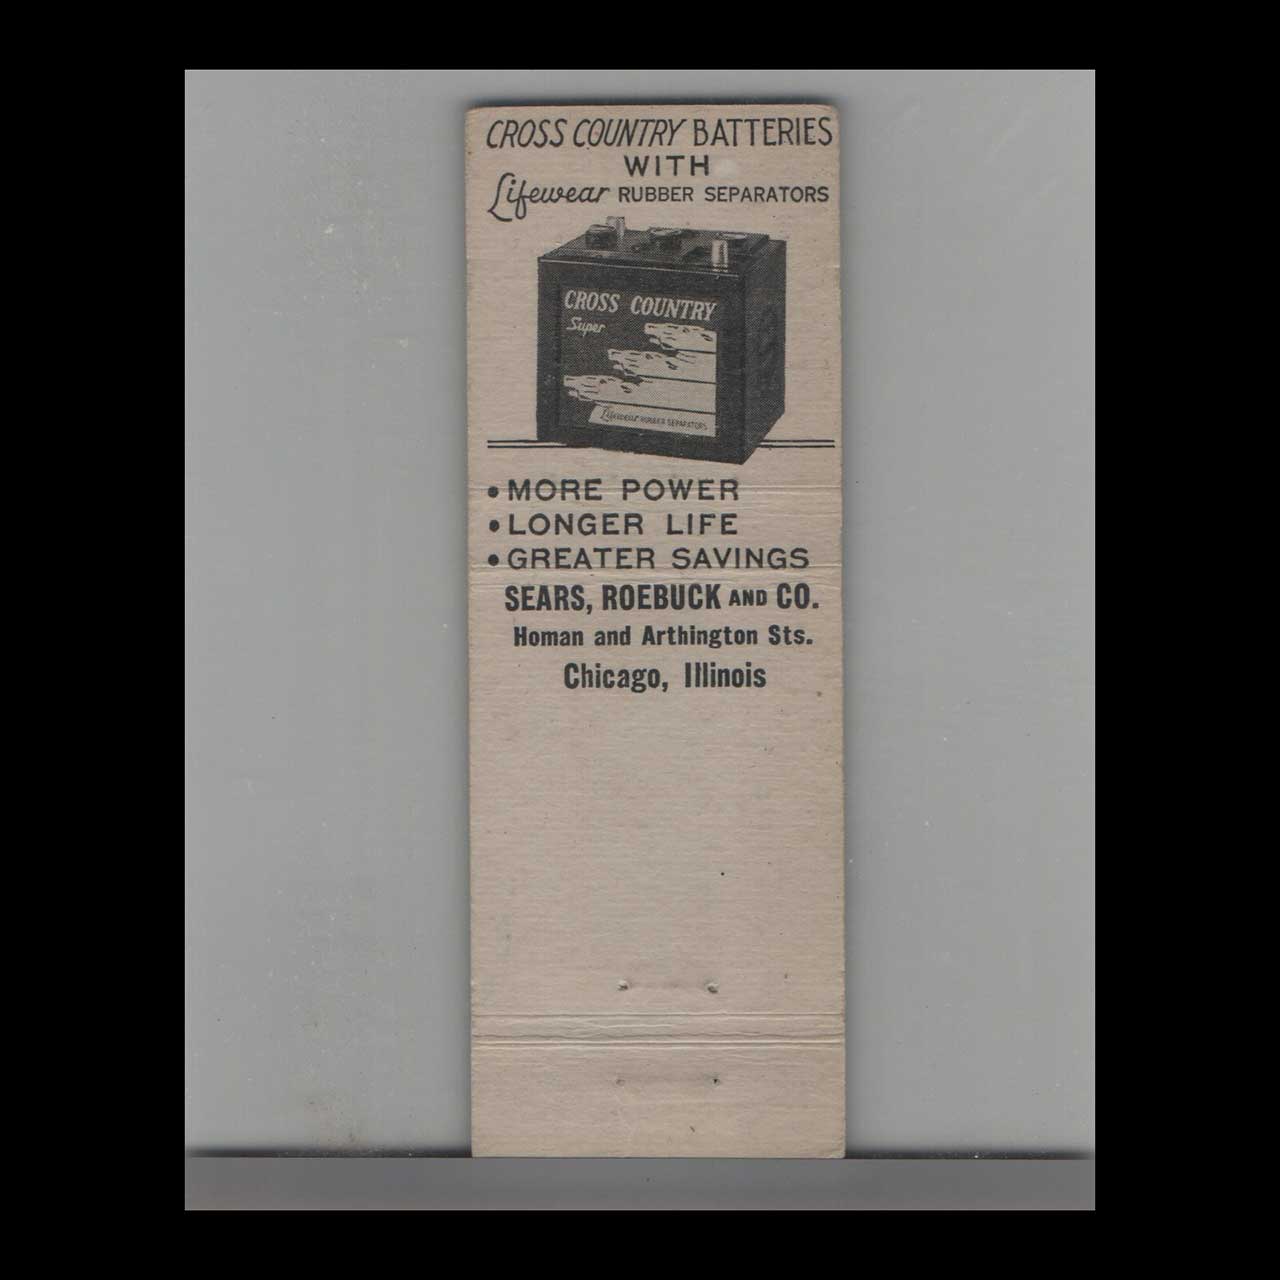 CROSS COUNTRY BATTERIES
WITH
Lifewear RUBBER SEPARATORS
CROSS COUNTRY
Super
Lifewear RUBBER SEPARATORS
• MORE POWER
• LONGER LIFE
• GREATER SAVINGS
SEARS, ROEBUCK AND CO.
Homan and Arthington Sts.
Chicago, Illinois